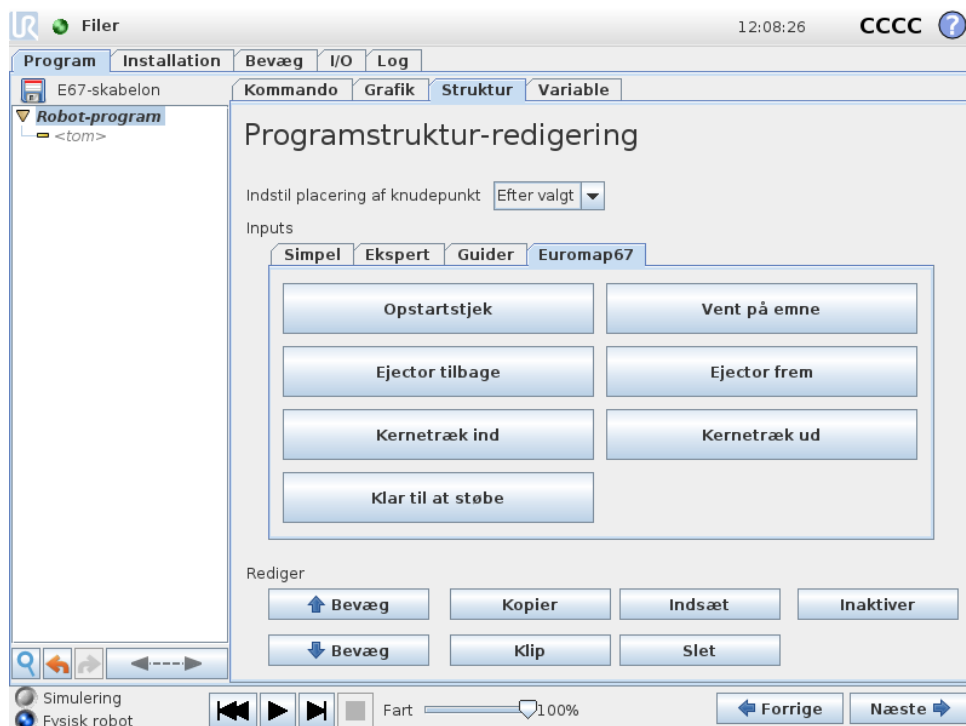 UR Filer 12:08:26 CCCC ?
Program Installation Bevæg I/O Log
E67-skabelon
Kommando Grafik Struktur Variable
Robot-program
<tom>
Programstruktur-redigering
Indstil placering af knudepunkt Efter valgt
Inputs
Simpel Ekspert Guider Euromap67
Opstartstjek Vent på emne
Ejector tilbage Ejector frem
Kernetræk ind Kernetræk ud
Klar til at støbe
Rediger
Bevæg Kopier Indsæt Inaktiver
Bevæg Klip Slet
Simulering
Fysisk robot
Fart 100% Forrige Næste